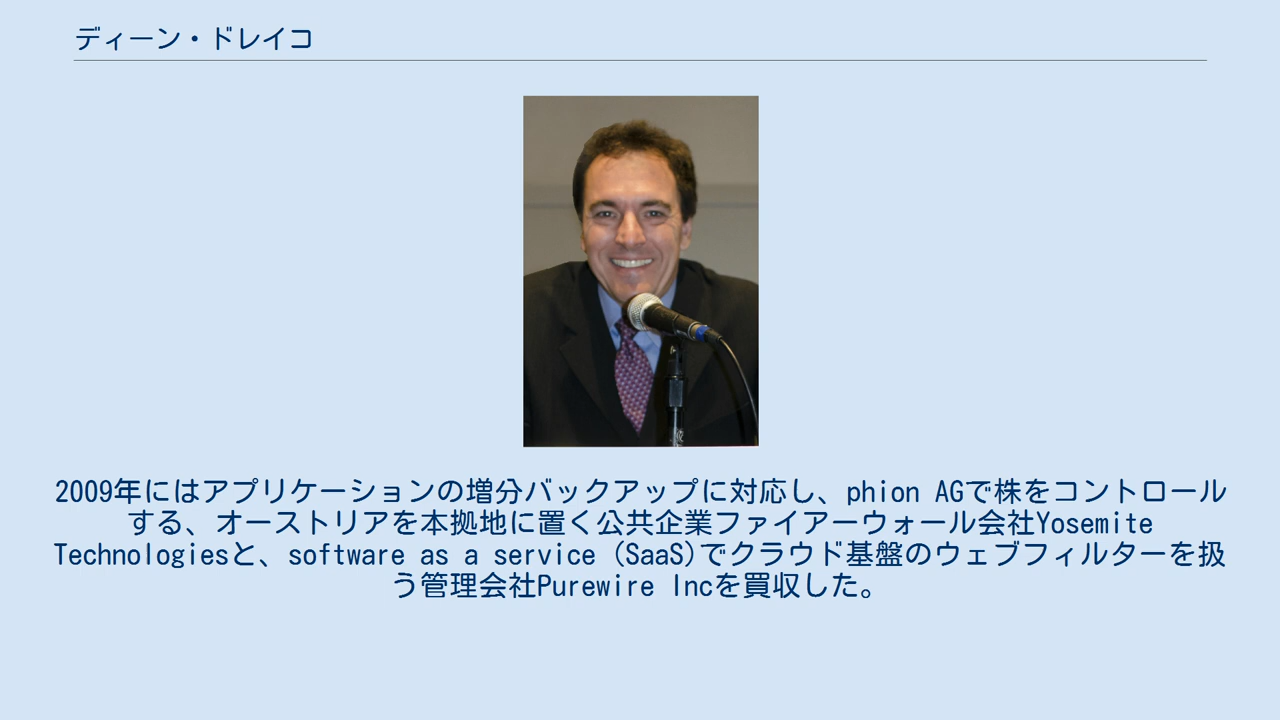 ディーン・ドレイコ
2009年にはアプリケーションの増分バックアップに対応し、phion AGで株をコントロール
する、オーストリアを本拠地に置く公共企業ファイアーウォール会社Yosemite
Technologiesと、software as a service (SaaS)でクラウド基盤のウェブフィルターを扱
う管理会社Purewire Incを買収した。